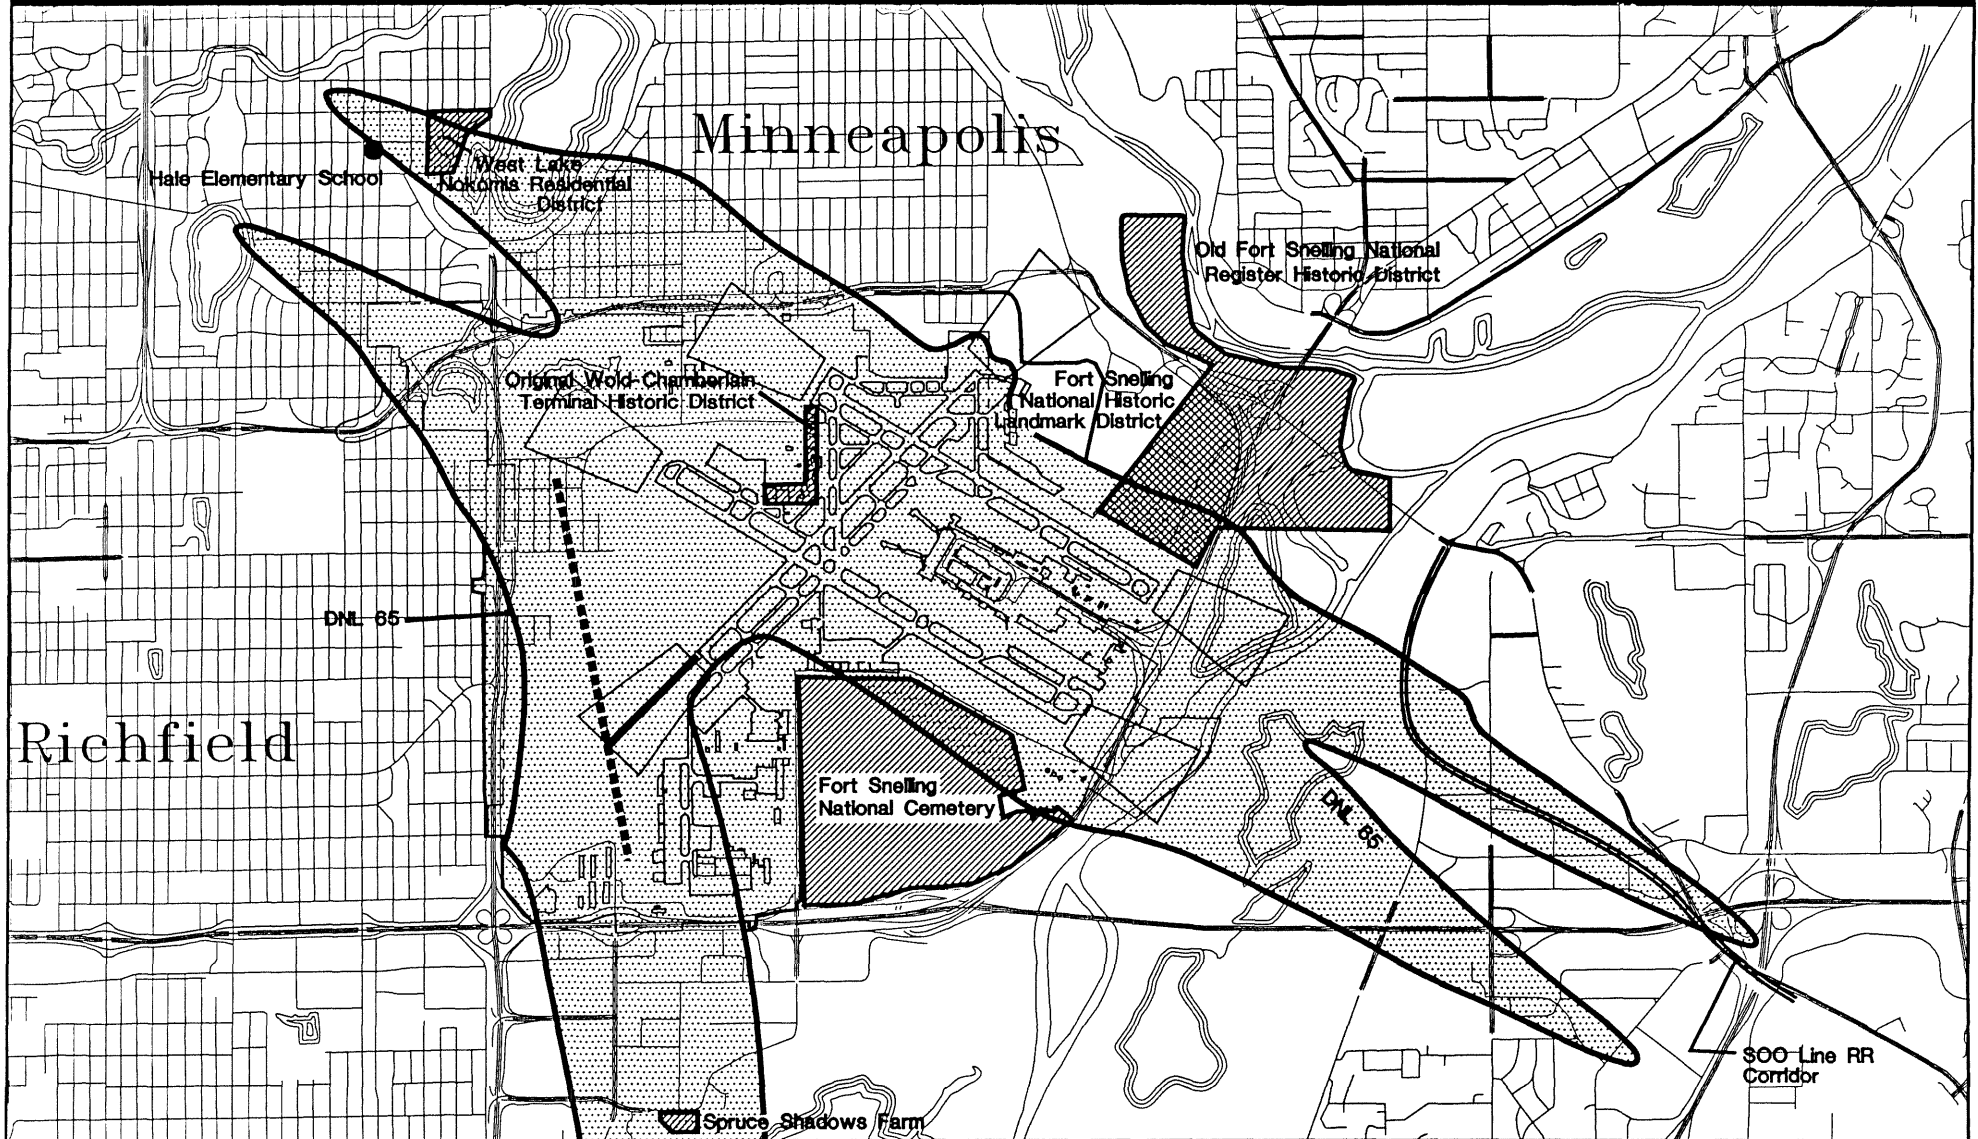 Minneapolis
West Lake
Nokomis Residential
District
Hale Elementary School
Old Fort Snelling National
Register Historic District
Original Wold-Chamberlain
Terminal Historic District
Fort Snelling
National Historic
Landmark District
DNL 65
Richfield
Fort Snelling
National Cemetery
DNL 65
SOO Line RR
Corridor
Spruce Shadows Farm